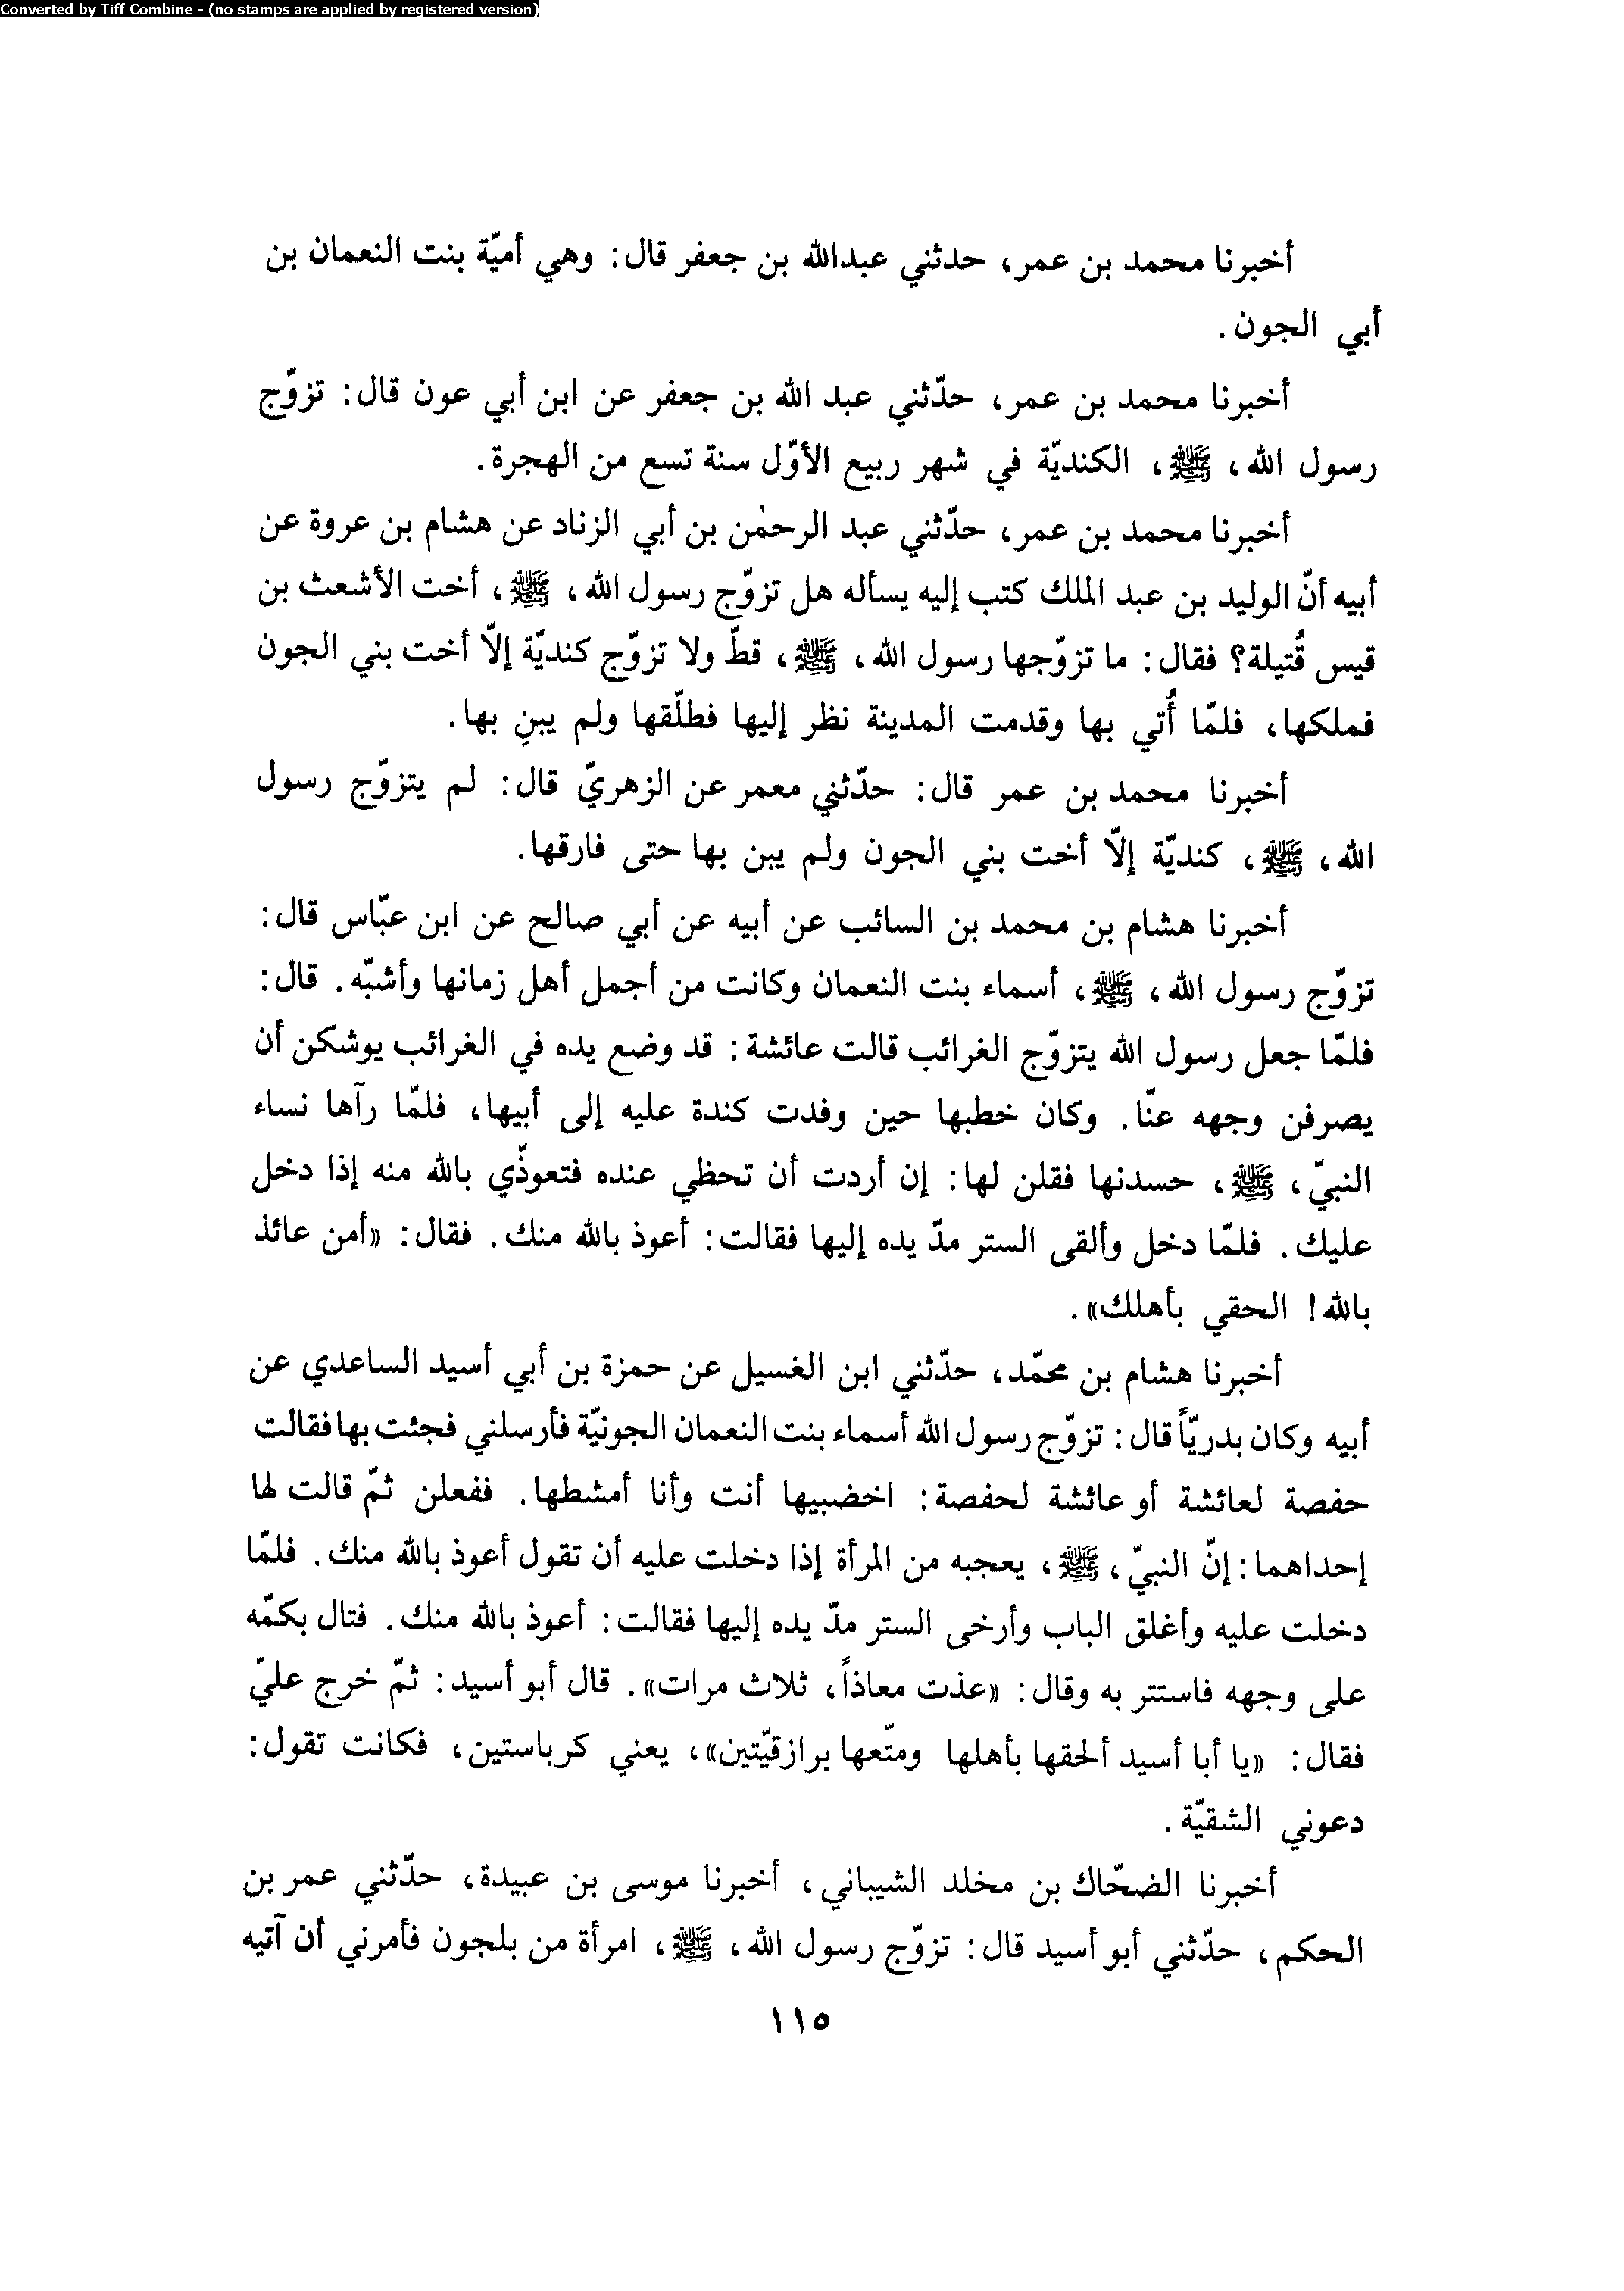 Converted by Tiff Combine - (no stamps are applied by registered version)
أخبرنا محمد بن عمر، حدثني عبدالله بن جعفر قال: وهي أميّة بنت النعمان بن
أبي الجون.
أخبرنا محمد بن عمر، حدّثني عبد الله بن جعفر عن ابن أبي عون قال: تزوّج
رسول الله، ﷺ، الكنديّة في شهر ربيع الأوّل سنة تسع من الهجرة.
أخبرنا محمد بن عمر، حدّثني عبد الرحمٰن بن أبي الزناد عن هشام بن عروة عن
أبيه أنّ الوليد بن عبد الملك كتب إليه يسأله هل تزوّج رسول الله، ﷺ، أخت الأشعث بن
قيس قُتيلة؟ فقال: ما تزوّجها رسول الله، ﷺ، قطّ ولا تزوّج كنديّة إلاّ أخت بني الجون
فملكها، فلمّا أُتي بها وقدمت المدينة نظر إليها فطلّقها ولم يبنِ بها.
أخبرنا محمد بن عمر قال: حدّثني معمر عن الزهريّ قال: لم يتزوّج رسول
الله، ﷺ، كنديّة إلاّ أخت بني الجون ولم يبن بها حتى فارقها.
أخبرنا هشام بن محمد بن السائب عن أبيه عن أبي صالح عن ابن عبّاس قال:
تزوّج رسول الله، ﷺ، أسماء بنت النعمان وكانت من أجمل أهل زمانها وأشبّه. قال:
فلمّا جعل رسول الله يتزوّج الغرائب قالت عائشة: قد وضع يده في الغرائب يوشكن أن
يصرفن وجهه عنّا. وكان خطبها حين وفدت كندة عليه إلى أبيها، فلمّا رآها نساء
النبيّ، ﷺ، حسدنها فقلن لها: إن أردت أن تحظي عنده فتعوذّي بالله منه إذا دخل
عليك. فلمّا دخل وألقى الستر مدّ يده إليها فقالت: أعوذ بالله منك. فقال: «أمن عائذ
بالله! الحقي بأهلك».
أخبرنا هشام بن محمّد، حدّثني ابن الغسيل عن حمزة بن أبي أسيد الساعدي عن
أبيه وكان بدريّاً قال: تزوّج رسول الله أسماء بنت النعمان الجونيّة فأرسلني فجئت بها فقالت
حفصة لعائشة أو عائشة لحفصة: اخضبيها أنت وأنا أمشطها. ففعلن ثمّ قالت لها
إحداهما: إنّ النبيّ، ﷺ، يعجبه من المرأة إذا دخلت عليه أن تقول أعوذ بالله منك. فلمّا
دخلت عليه وأغلق الباب وأرخى الستر مدّ يده إليها فقالت: أعوذ بالله منك. فتال بكمّه
على وجهه فاستتر به وقال: «عذت معاذاً، ثلاث مرات». قال أبو أسيد: ثمّ خرج عليّ
فقال: «يا أبا أسيد ألحقها بأهلها ومتّعها برازقيّتين»، يعني كرباستين، فكانت تقول:
دعوني الشقيّة.
أخبرنا الضحّاك بن مخلد الشيباني، أخبرنا موسى بن عبيدة، حدّثني عمر بن
الحكم، حدّثني أبو أسيد قال: تزوّج رسول الله، ﷺ، امرأة من بلجون فأمرني أن آتيه
١١٥